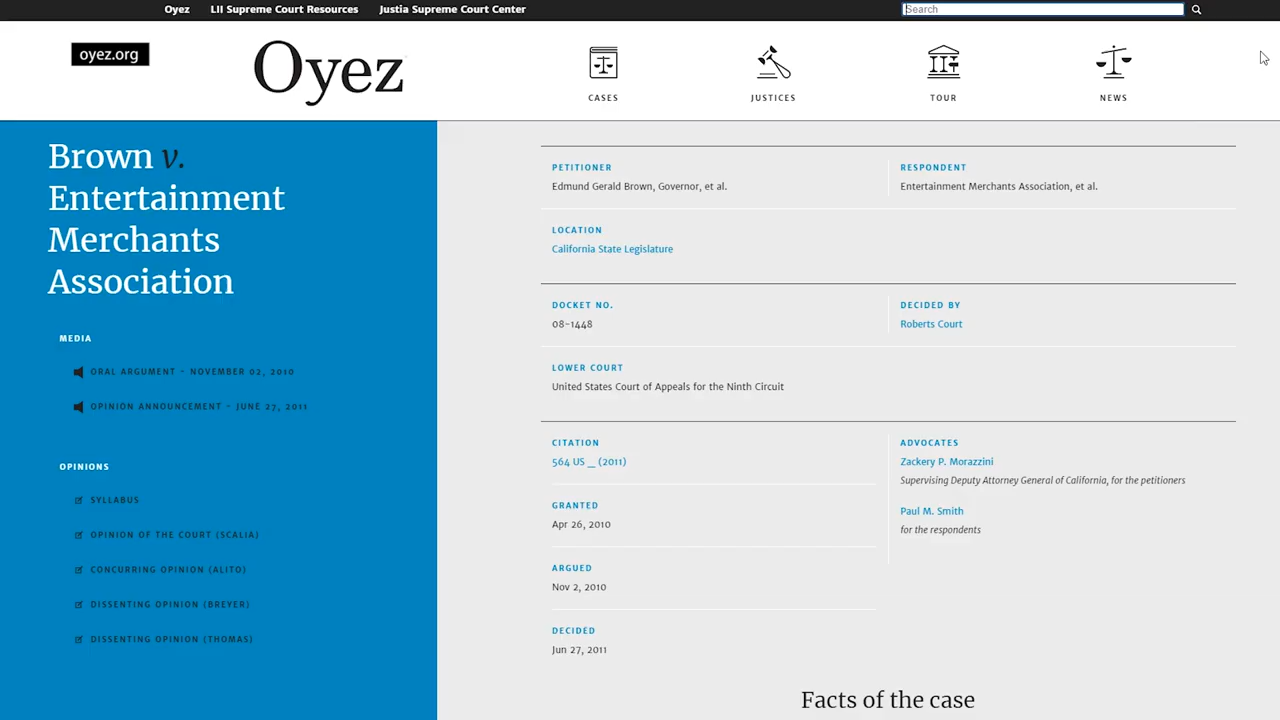 Oyez LII Supreme Court Resources Justia Supreme Court Center Search
oyez.org
Oyez
CASES JUSTICES TOUR NEWS
Brown v.
Entertainment
Merchants
Association
MEDIA
ORAL ARGUMENT - NOVEMBER 02, 2010
OPINION ANNOUNCEMENT - JUNE 27, 2011
OPINIONS
SYLLABUS
OPINION OF THE COURT (SCALIA)
CONCURRING OPINION (ALITO)
DISSENTING OPINION (BREYER)
DISSENTING OPINION (THOMAS)
PETITIONER
Edmund Gerald Brown, Governor, et al.
RESPONDENT
Entertainment Merchants Association, et al.
LOCATION
California State Legislature
DOCKET NO.
08-1448
DECIDED BY
Roberts Court
LOWER COURT
United States Court of Appeals for the Ninth Circuit
CITATION
564 US _ (2011)
GRANTED
Apr 26, 2010
ARGUED
Nov 2, 2010
DECIDED
Jun 27, 2011
ADVOCATES
Zackery P. Morazzini
Supervising Deputy Attorney General of California, for the petitioners
Paul M. Smith
for the respondents
Facts of the case